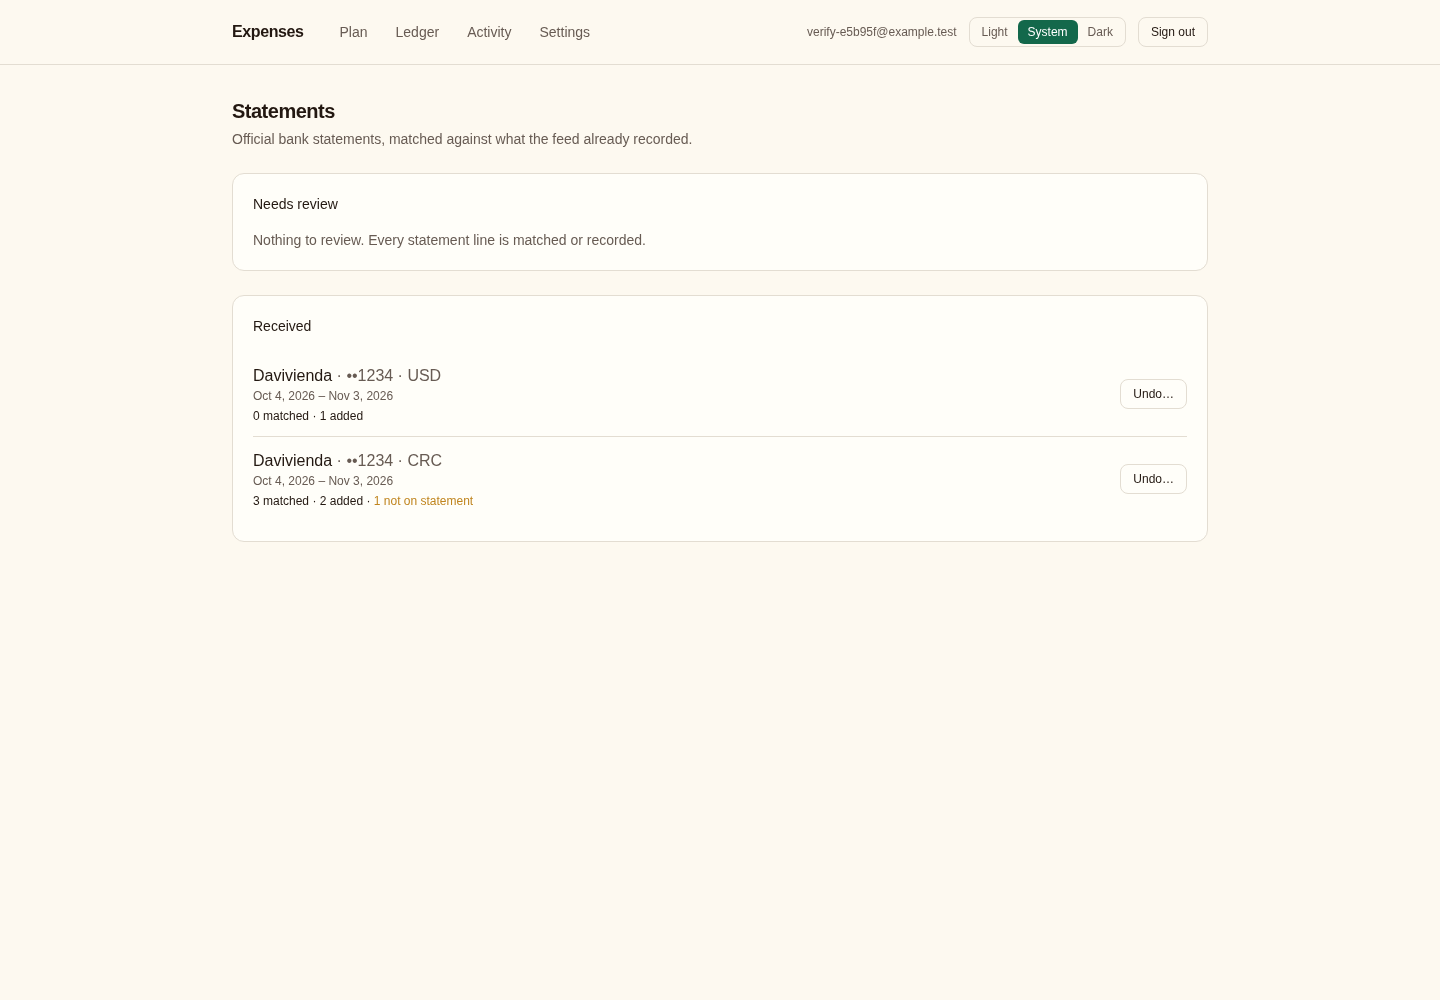 Expenses Plan Ledger Activity Settings verify-e5b95f@example.test Light System Dark Sign out
Statements
Official bank statements, matched against what the feed already recorded.
Needs review
Nothing to review. Every statement line is matched or recorded.
Received
Davivienda · ••1234 · USD
Oct 4, 2026 – Nov 3, 2026
Undo…
0 matched · 1 added
Davivienda · ••1234 · CRC
Oct 4, 2026 – Nov 3, 2026
Undo…
3 matched · 2 added · 1 not on statement